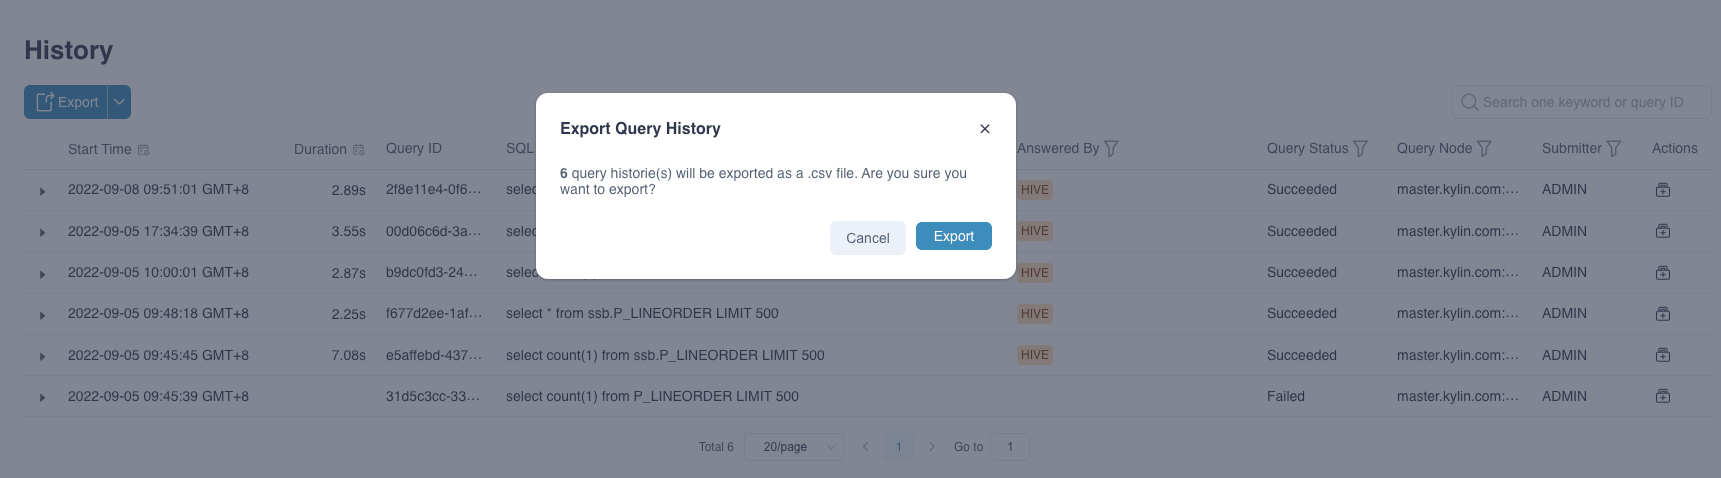 History
Export
Search one keyword or query ID
Export Query History
6 query historie(s) will be exported as a .csv file. Are you sure you
want to export?
Cancel Export
Start Time Duration Query ID SQL Answered By Query Status Query Node Submitter Actions
2022-09-08 09:51:01 GMT+8 2.89s 2f8e11e4-0f6... selec HIVE Succeeded master.kylin.com:... ADMIN
2022-09-05 17:34:39 GMT+8 3.55s 00d06c6d-3a... selec HIVE Succeeded master.kylin.com:... ADMIN
2022-09-05 10:00:01 GMT+8 2.87s b9dc0fd3-24... HIVE Succeeded master.kylin.com:... ADMIN
2022-09-05 09:48:18 GMT+8 2.25s f677d2ee-1af... select * from ssb.P_LINEORDER LIMIT 500 HIVE Succeeded master.kylin.com:... ADMIN
2022-09-05 09:45:45 GMT+8 7.08s e5affebd-437... select count(1) from ssb.P_LINEORDER LIMIT 500 HIVE Succeeded master.kylin.com:... ADMIN
2022-09-05 09:45:39 GMT+8 31d5c3cc-33... select count(1) from P_LINEORDER LIMIT 500 Failed master.kylin.com:... ADMIN
Total 6 20/page 1 Go to 1